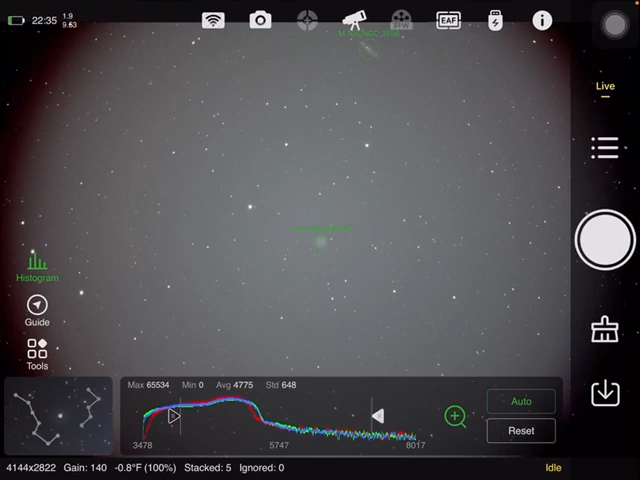 22:35
1.9
9.53
EAF
Live
Histogram
Guide
Tools
Max 65534 Min 0 Avg 4775 Std 648
3478 5747 8017
Auto
Reset
4144x2822 Gain: 140 -0.8°F (100%) Stacked: 5 Ignored: 0 Idle